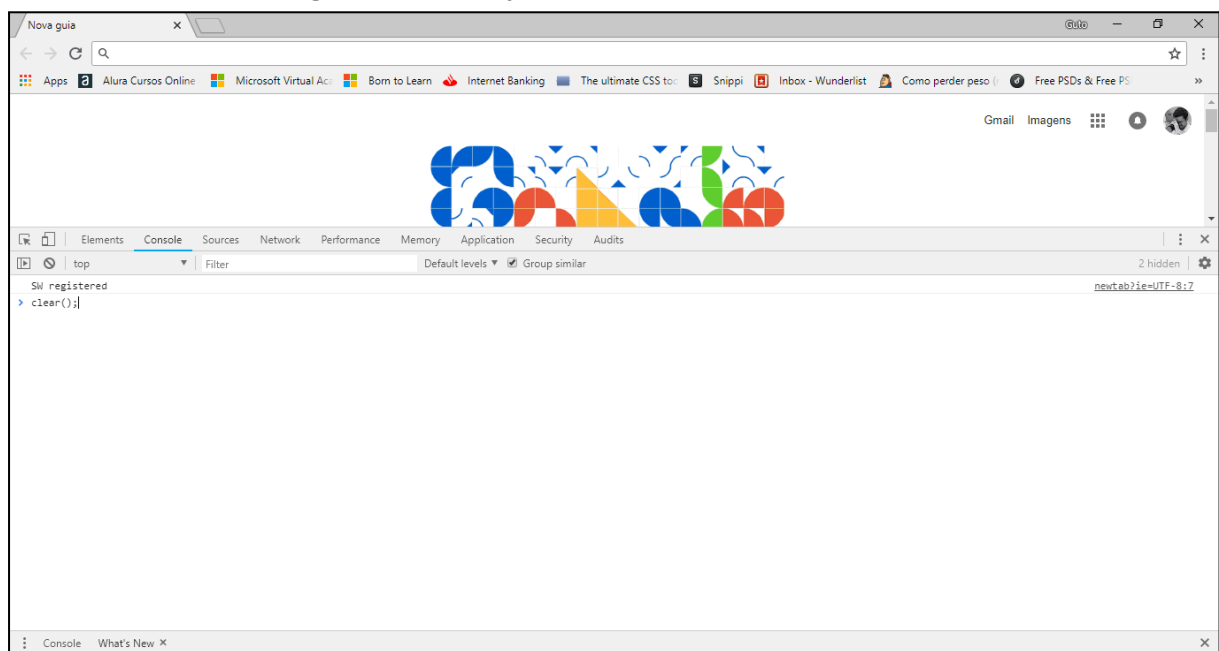 Nova guia
Guto
Apps Alura Cursos Online Microsoft Virtual Aca Born to Learn Internet Banking The ultimate CSS too Snippi Inbox - Wunderlist Como perder peso ( Free PSDs & Free PS »
Gmail Imagens
Elements Console Sources Network Performance Memory Application Security Audits
top Filter Default levels Group similar 2 hidden
SW registered newtab?ie=UTF-8:7
> clear();
Console What's New